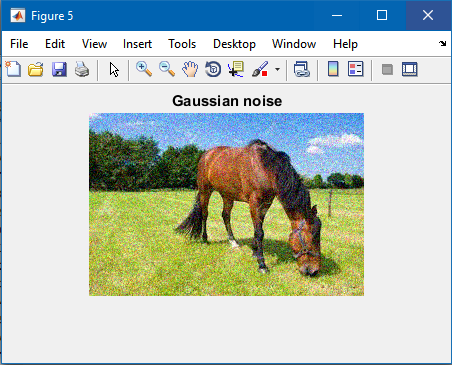 Figure 5
File Edit View Insert Tools Desktop Window Help
Gaussian noise